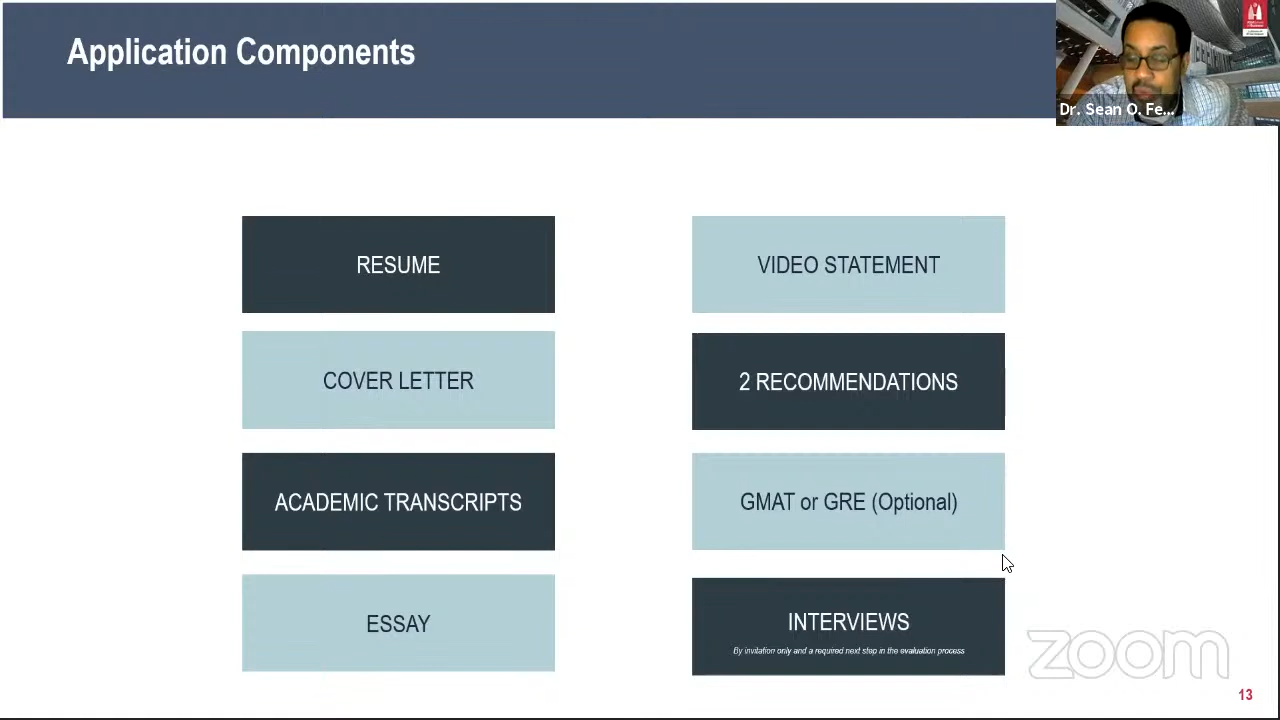 Application Components
Dr. Sean O. Fe...
RESUME
VIDEO STATEMENT
COVER LETTER
2 RECOMMENDATIONS
ACADEMIC TRANSCRIPTS
GMAT or GRE (Optional)
ESSAY
INTERVIEWS
By invitation only and a required next step in the evaluation process
zoom
13